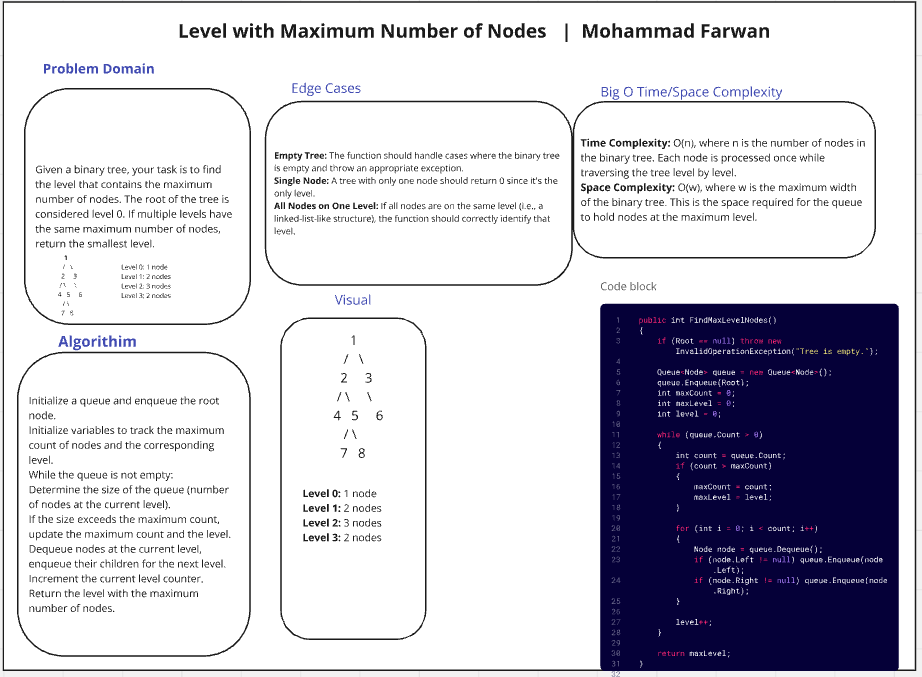 Level with Maximum Number of Nodes | Mohammad Farwan
Problem Domain
Given a binary tree, your task is to find
the level that contains the maximum
number of nodes. The root of the tree is
considered level 0. If multiple levels have
the same maximum number of nodes,
return the smallest level.
1
/ \
2 3
/ \ \
4 5 6
/ \
7 8
Level 0: 1 node
Level 1: 2 nodes
Level 2: 3 nodes
Level 3: 2 nodes
Edge Cases
Empty Tree: The function should handle cases where the binary tree
is empty and throw an appropriate exception.
Single Node: A tree with only one node should return 0 since it's the
only level.
All Nodes on One Level: If all nodes are on the same level (i.e., a
linked-list-like structure), the function should correctly identify that
level.
Big O Time/Space Complexity
Time Complexity: O(n), where n is the number of nodes in
the binary tree. Each node is processed once while
traversing the tree level by level.
Space Complexity: O(w), where w is the maximum width
of the binary tree. This is the space required for the queue
to hold nodes at the maximum level.
Algorithim
Initialize a queue and enqueue the root
node.
Initialize variables to track the maximum
count of nodes and the corresponding
level.
While the queue is not empty:
Determine the size of the queue (number
of nodes at the current level).
If the size exceeds the maximum count,
update the maximum count and the level.
Dequeue nodes at the current level,
enqueue their children for the next level.
Increment the current level counter.
Return the level with the maximum
number of nodes.
Visual
1
/ \
2 3
/ \ \
4 5 6
/ \
7 8
Level 0: 1 node
Level 1: 2 nodes
Level 2: 3 nodes
Level 3: 2 nodes
Code block
1 public int FindMaxLevelNodes()
2 {
3 if (Root == null) throw new
InvalidOperationException("Tree is empty.");
4
5 Queue<Node> queue = new Queue<Node>();
6 queue.Enqueue(Root);
7 int maxCount = 0;
8 int maxLevel = 0;
9 int level = 0;
10
11 while (queue.Count > 0)
12 {
13 int count = queue.Count;
14 if (count > maxCount)
15 {
16 maxCount = count;
17 maxLevel = level;
18 }
19
20 for (int i = 0; i < count; i++)
21 {
22 Node node = queue.Dequeue();
23 if (node.Left != null) queue.Enqueue(node
.Left);
24 if (node.Right != null) queue.Enqueue(node
.Right);
25 }
26
27 level++;
28 }
29
30 return maxLevel;
31 }
32